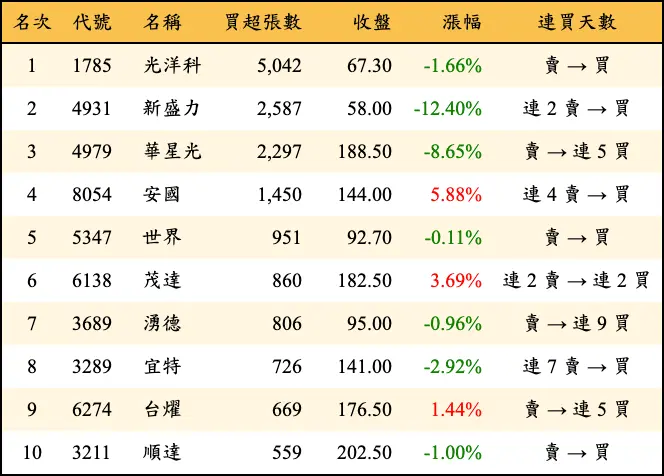 名次 代號 名稱 買超張數 收盤 漲幅 連買天數
1 1785 光洋科 5,042 67.30 -1.66% 賣 → 買
2 4931 新盛力 2,587 58.00 -12.40% 連 2 賣 → 買
3 4979 華星光 2,297 188.50 -8.65% 賣 → 連 5 買
4 8054 安國 1,450 144.00 5.88% 連 4 賣 → 買
5 5347 世界 951 92.70 -0.11% 賣 → 買
6 6138 茂達 860 182.50 3.69% 連 2 賣 → 連 2 買
7 3689 湧德 806 95.00 -0.96% 賣 → 連 9 買
8 3289 宜特 726 141.00 -2.92% 連 7 賣 → 買
9 6274 台燿 669 176.50 1.44% 賣 → 連 5 買
10 3211 順達 559 202.50 -1.00% 賣 → 買